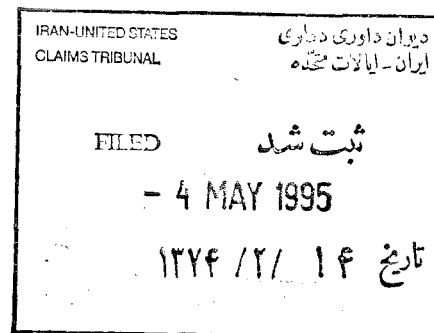 IRAN-UNITED STATES دیوان داوری دعاوی
CLAIMS TRIBUNAL ایران - ایالات متحده
FILED ثبت شد
- 4 MAY 1995
تاریخ ۱۳۷۴ /۲/ ۱۴